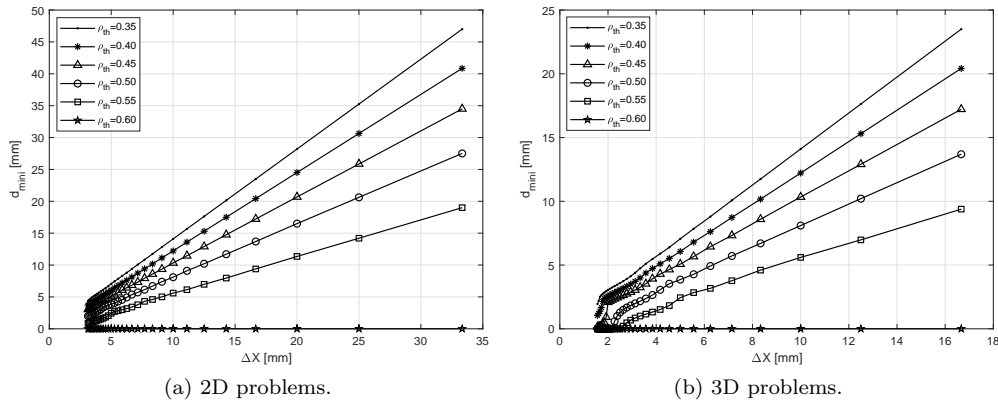 50
45
40
35
30
25
20
15
10
5
0
d_mini [mm]
0 5 10 15 20 25 30 35
ΔX [mm]
ρ_th=0.35
ρ_th=0.40
ρ_th=0.45
ρ_th=0.50
ρ_th=0.55
ρ_th=0.60
(a) 2D problems.
25
20
15
10
5
0
d_mini [mm]
0 2 4 6 8 10 12 14 16 18
ΔX [mm]
ρ_th=0.35
ρ_th=0.40
ρ_th=0.45
ρ_th=0.50
ρ_th=0.55
ρ_th=0.60
(b) 3D problems.